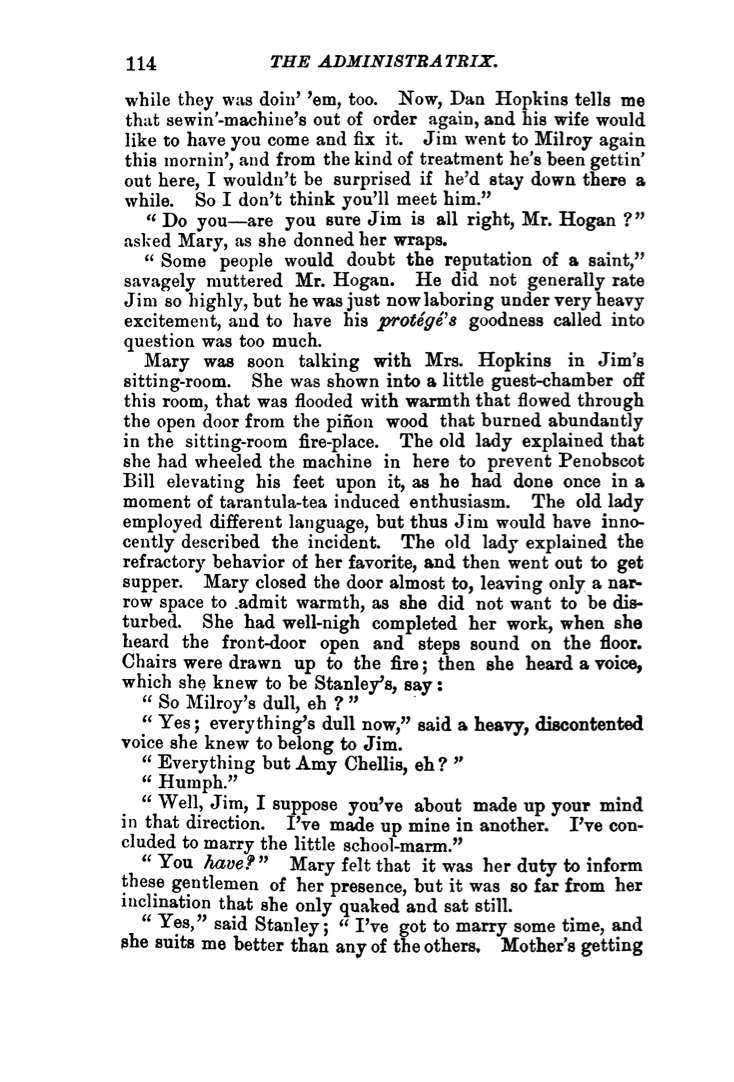 114 THE ADMINISTRATRIX.
while they was doin' 'em, too. Now, Dan Hopkins tells me
that sewin'-machine's out of order again, and his wife would
like to have you come and fix it. Jim went to Milroy again
this mornin', and from the kind of treatment he's been gettin'
out here, I wouldn't be surprised if he'd stay down there a
while. So I don't think you'll meet him."
"Do you—are you sure Jim is all right, Mr. Hogan?"
asked Mary, as she donned her wraps.
"Some people would doubt the reputation of a saint,"
savagely muttered Mr. Hogan. He did not generally rate
Jim so highly, but he was just now laboring under very heavy
excitement, and to have his protégé's goodness called into
question was too much.
Mary was soon talking with Mrs. Hopkins in Jim's
sitting-room. She was shown into a little guest-chamber off
this room, that was flooded with warmth that flowed through
the open door from the piñon wood that burned abundantly
in the sitting-room fire-place. The old lady explained that
she had wheeled the machine in here to prevent Penobscot
Bill elevating his feet upon it, as he had done once in a
moment of tarantula-tea induced enthusiasm. The old lady
employed different language, but thus Jim would have inno-
cently described the incident. The old lady explained the
refractory behavior of her favorite, and then went out to get
supper. Mary closed the door almost to, leaving only a nar-
row space to admit warmth, as she did not want to be dis-
turbed. She had well-nigh completed her work, when she
heard the front-door open and steps sound on the floor.
Chairs were drawn up to the fire; then she heard a voice,
which she knew to be Stanley's, say:
"So Milroy's dull, eh?"
"Yes; everything's dull now," said a heavy, discontented
voice she knew to belong to Jim.
"Everything but Amy Chellis, eh?"
"Humph."
"Well, Jim, I suppose you've about made up your mind
in that direction. I've made up mine in another. I've con-
cluded to marry the little school-marm."
"You have?" Mary felt that it was her duty to inform
these gentlemen of her presence, but it was so far from her
inclination that she only quaked and sat still.
"Yes," said Stanley; "I've got to marry some time, and
she suits me better than any of the others. Mother's getting